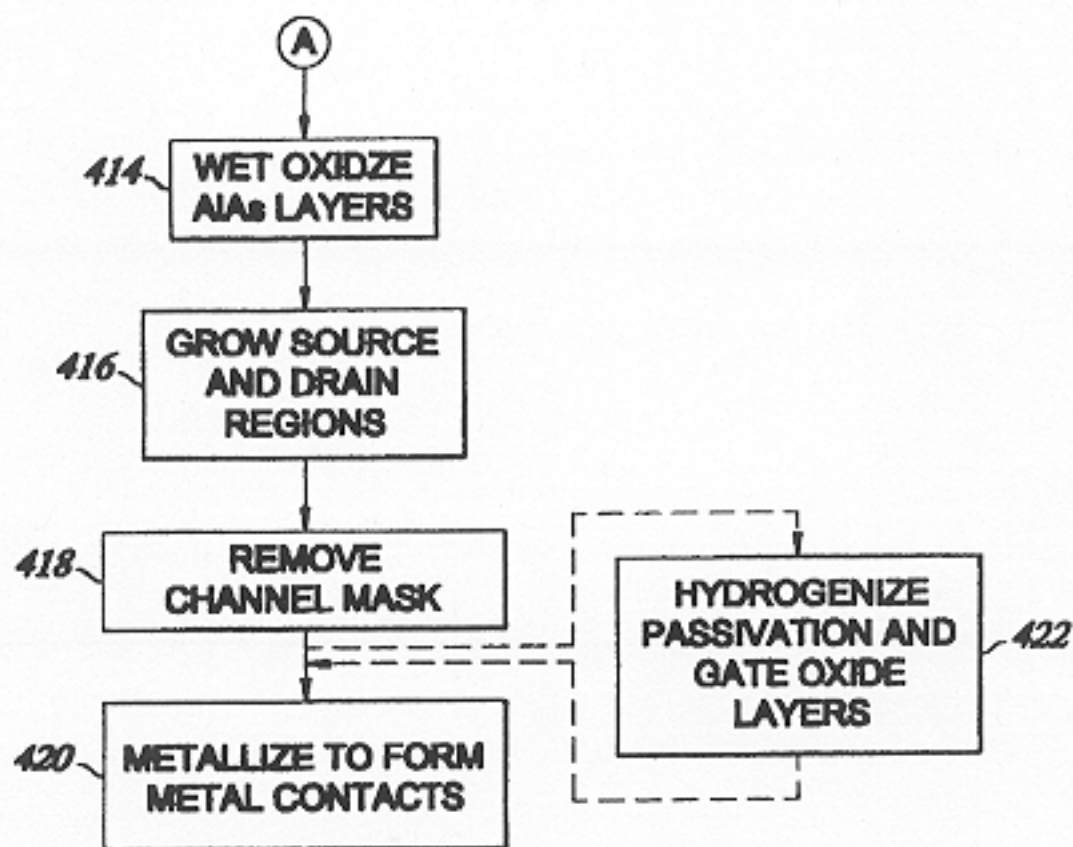 A
414
WET OXIDZE
AlAs LAYERS
416
GROW SOURCE
AND DRAIN
REGIONS
418
REMOVE
CHANNEL MASK
HYDROGENIZE
PASSIVATION AND
GATE OXIDE
LAYERS
422
420
METALLIZE TO FORM
METAL CONTACTS